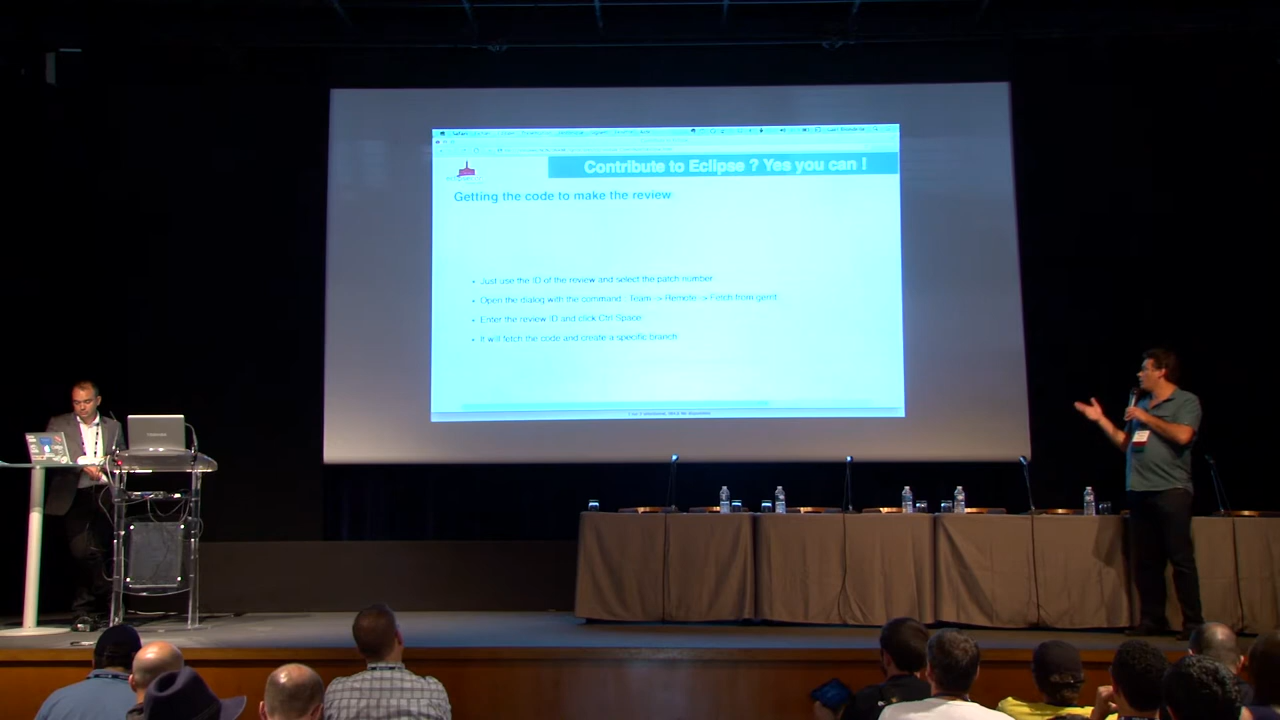 Safari
Contribute to Eclipse ? Yes you can !
Getting the code to make the review
Just use the ID of the review and select the patch number
Open the dialog with the command : Team -> Remote -> Fetch from gerrit
Enter the review ID and click Ctrl Space
It will fetch the code and create a specific branch
TOSHIBA